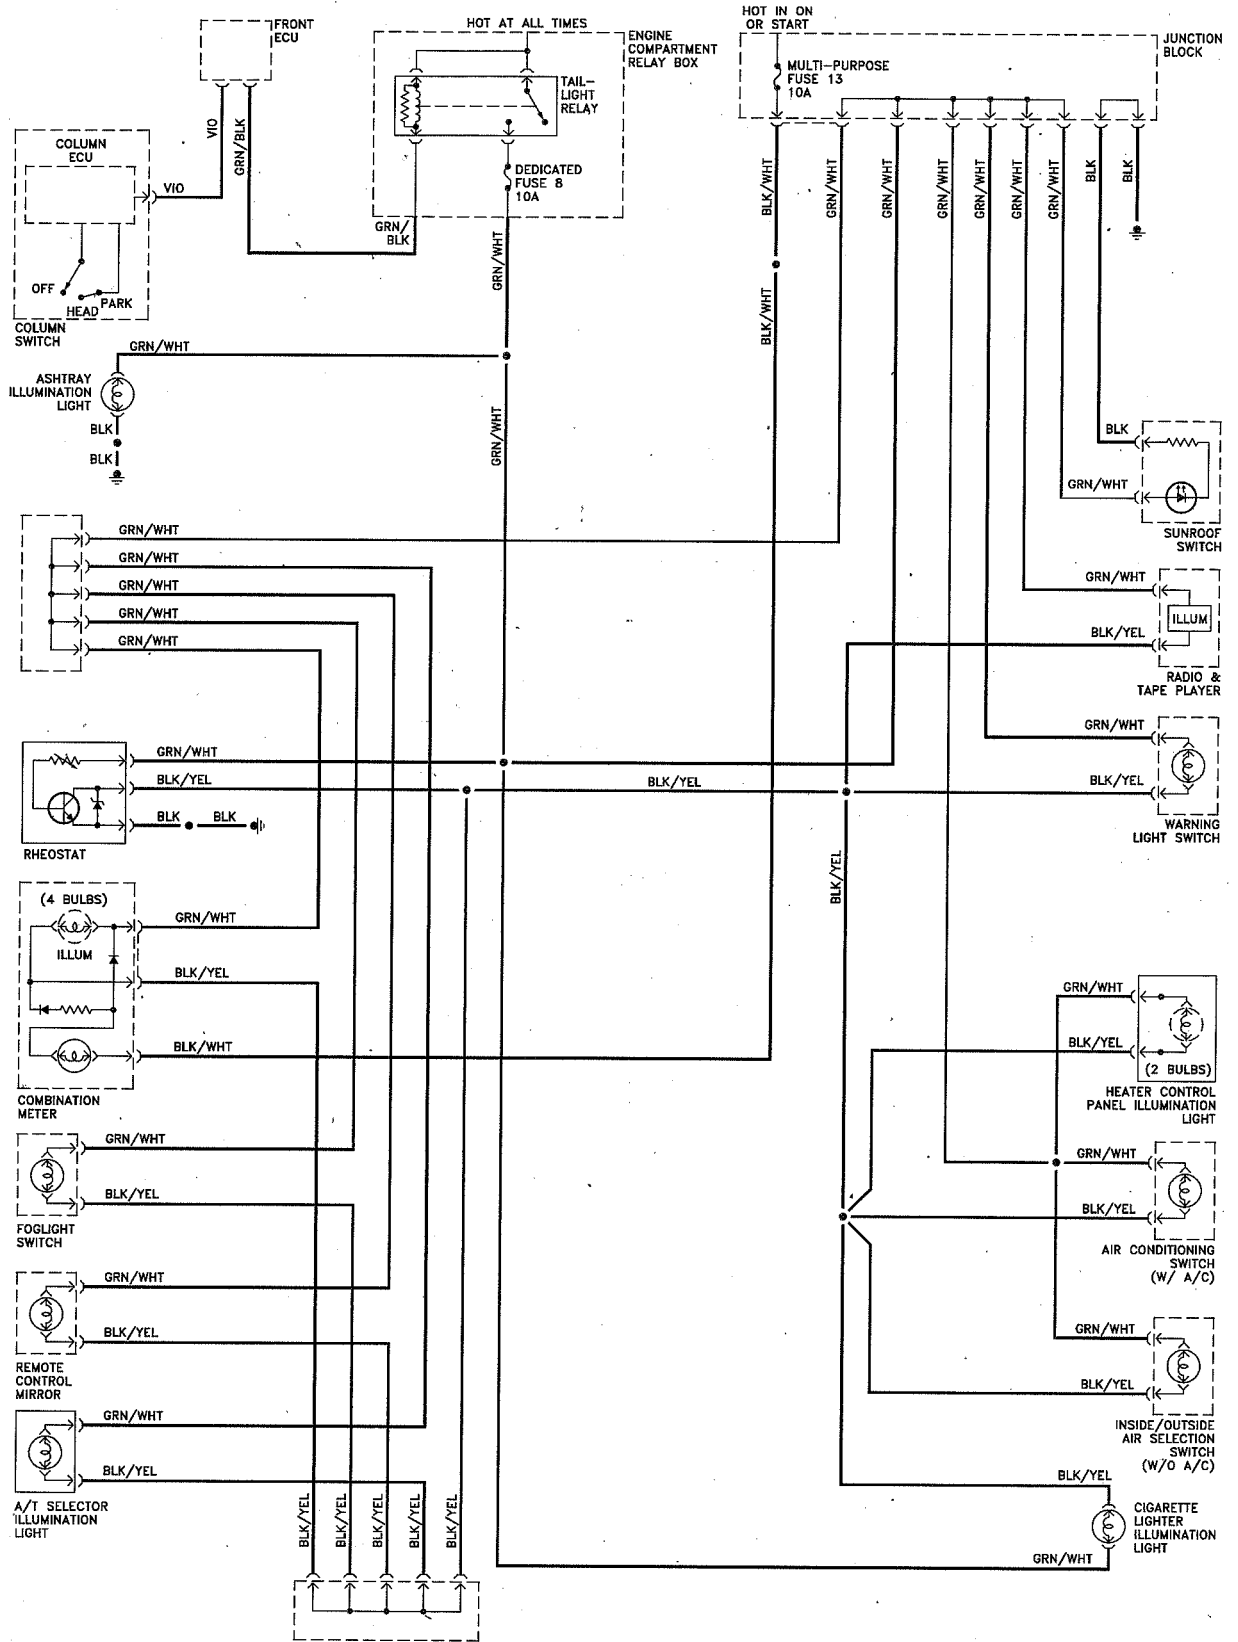 HOT IN ON
OR START
HOT AT ALL TIMES
FRONT
ECU
ENGINE
COMPARTMENT
RELAY BOX
JUNCTION
BLOCK
MULTI-PURPOSE
FUSE 13
10A
TAIL-
LIGHT
RELAY
VIO
GRN/BLK
COLUMN
ECU
VIO
DEDICATED
FUSE 8
10A
BLK/WHT
GRN/WHT
GRN/WHT
GRN/WHT
GRN/WHT
GRN/WHT
GRN/WHT
BLK
BLK
GRN/
BLK
GRN/WHT
OFF
HEAD
PARK
COLUMN
SWITCH
BLK/WHT
GRN/WHT
ASHTRAY
ILLUMINATION
LIGHT
BLK
BLK
GRN/WHT
BLK
GRN/WHT
SUNROOF
SWITCH
GRN/WHT
GRN/WHT
GRN/WHT
GRN/WHT
GRN/WHT
GRN/WHT
ILLUM
BLK/YEL
RADIO &
TAPE PLAYER
GRN/WHT
BLK/YEL
WARNING
LIGHT SWITCH
GRN/WHT
BLK/YEL
BLK/YEL
BLK
BLK
RHEOSTAT
BLK/YEL
(4 BULBS)
ILLUM
GRN/WHT
BLK/YEL
BLK/WHT
COMBINATION
METER
GRN/WHT
BLK/YEL
(2 BULBS)
HEATER CONTROL
PANEL ILLUMINATION
LIGHT
GRN/WHT
BLK/YEL
FOGLIGHT
SWITCH
GRN/WHT
BLK/YEL
AIR CONDITIONING
SWITCH
(W/ A/C)
GRN/WHT
BLK/YEL
REMOTE
CONTROL
MIRROR
GRN/WHT
BLK/YEL
INSIDE/OUTSIDE
AIR SELECTION
SWITCH
(W/O A/C)
GRN/WHT
BLK/YEL
A/T SELECTOR
ILLUMINATION
LIGHT
BLK/YEL
BLK/YEL
BLK/YEL
BLK/YEL
BLK/YEL
BLK/YEL
CIGARETTE
LIGHTER
ILLUMINATION
LIGHT
GRN/WHT